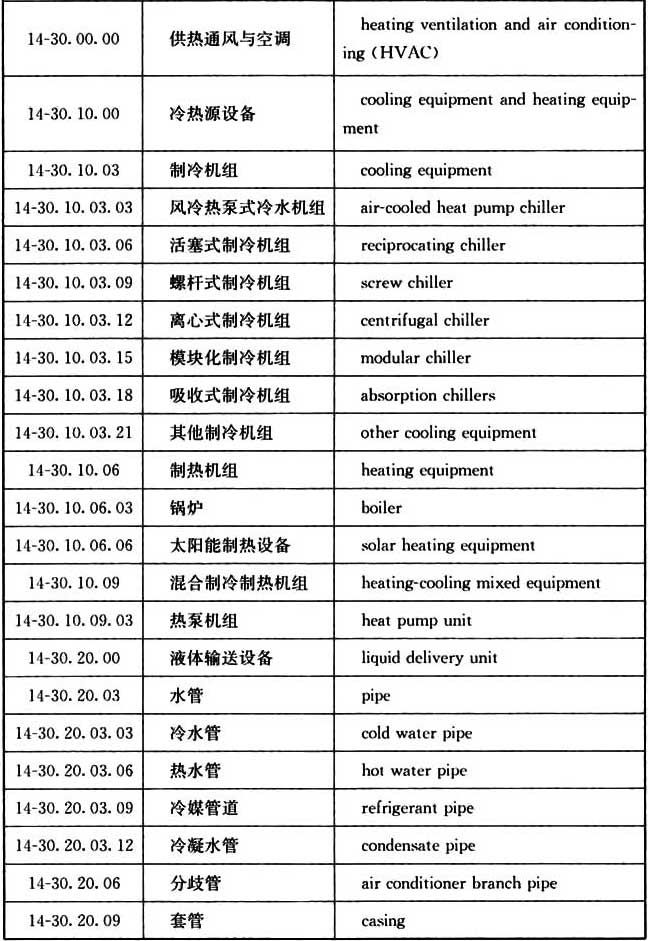 14-30.00.00 供热通风与空调 heating ventilation and air condition-
ing (HVAC)
14-30.10.00 冷热源设备 cooling equipment and heating equip-
ment
14-30.10.03 制冷机组 cooling equipment
14-30.10.03.03 风冷热泵式冷水机组 air-cooled heat pump chiller
14-30.10.03.06 活塞式制冷机组 reciprocating chiller
14-30.10.03.09 螺杆式制冷机组 screw chiller
14-30.10.03.12 离心式制冷机组 centrifugal chiller
14-30.10.03.15 模块化制冷机组 modular chiller
14-30.10.03.18 吸收式制冷机组 absorption chillers
14-30.10.03.21 其他制冷机组 other cooling equipment
14-30.10.06 制热机组 heating equipment
14-30.10.06.03 锅炉 boiler
14-30.10.06.06 太阳能制热设备 solar heating equipment
14-30.10.09 混合制冷制热机组 heating-cooling mixed equipment
14-30.10.09.03 热泵机组 heat pump unit
14-30.20.00 液体输送设备 liquid delivery unit
14-30.20.03 水管 pipe
14-30.20.03.03 冷水管 cold water pipe
14-30.20.03.06 热水管 hot water pipe
14-30.20.03.09 冷媒管道 refrigerant pipe
14-30.20.03.12 冷凝水管 condensate pipe
14-30.20.06 分歧管 air conditioner branch pipe
14-30.20.09 套管 casing